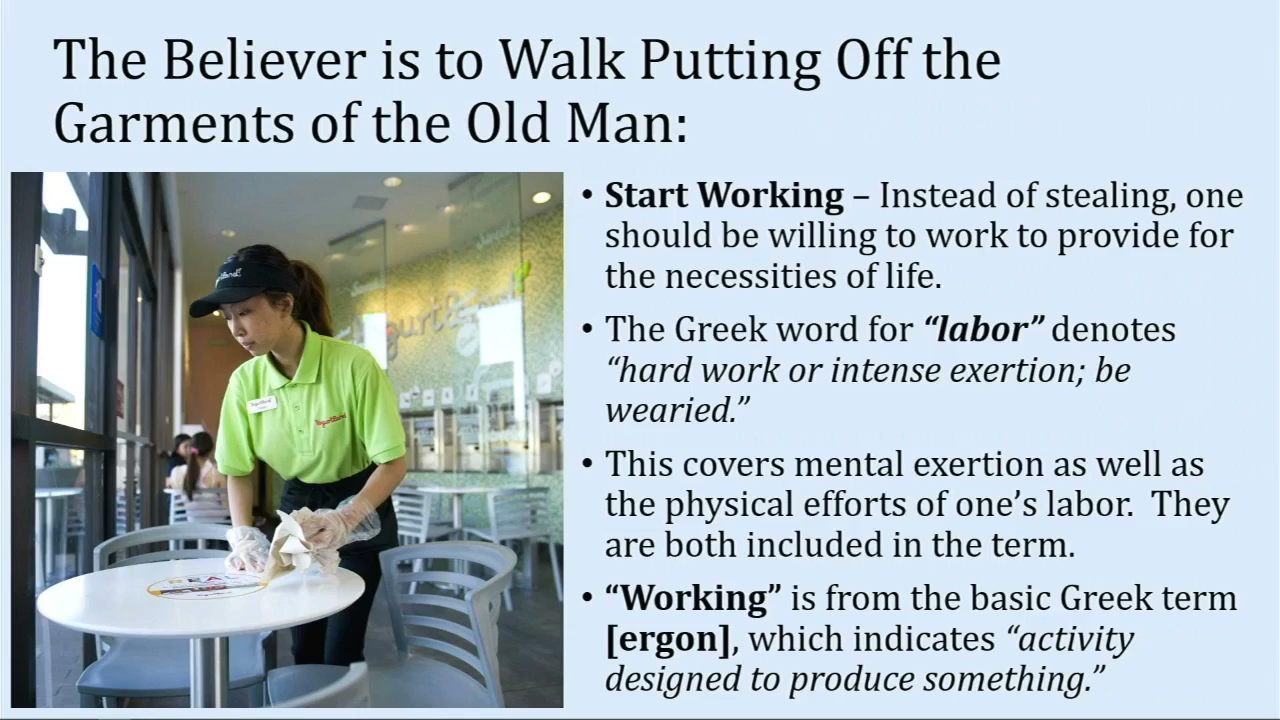 The Believer is to Walk Putting Off the
Garments of the Old Man:
• Start Working – Instead of stealing, one
should be willing to work to provide for
the necessities of life.
• The Greek word for “labor” denotes
“hard work or intense exertion; be
wearied.”
• This covers mental exertion as well as
the physical efforts of one’s labor.  They
are both included in the term.
• “Working” is from the basic Greek term
[ergon], which indicates “activity
designed to produce something.”
Yogurtland
REAL